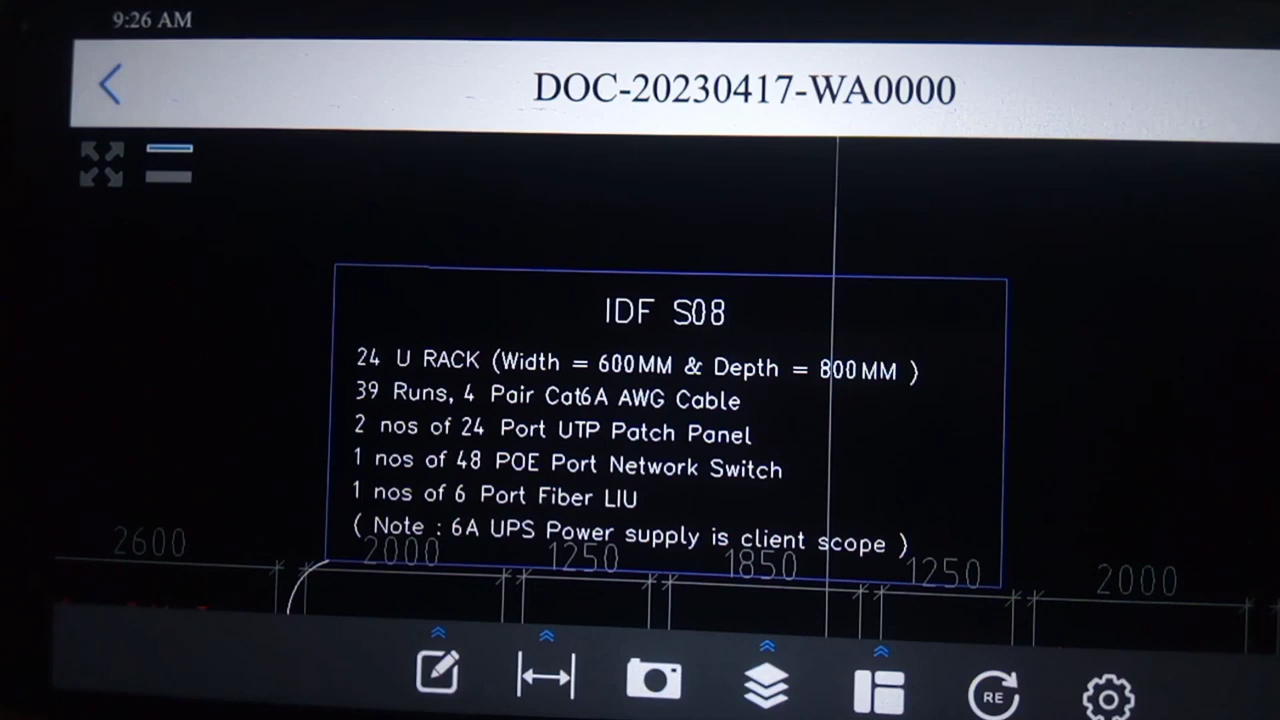 9:26 AM
DOC-20230417-WA0000
IDF S08
24 U RACK (Width = 600MM & Depth = 800MM )
39 Runs, 4 Pair Cat6A AWG Cable
2 nos of 24 Port UTP Patch Panel
1 nos of 48 POE Port Network Switch
1 nos of 6 Port Fiber LIU
( Note : 6A UPS Power supply is client scope )
2600 2000 1250 1850 1250 2000
RE